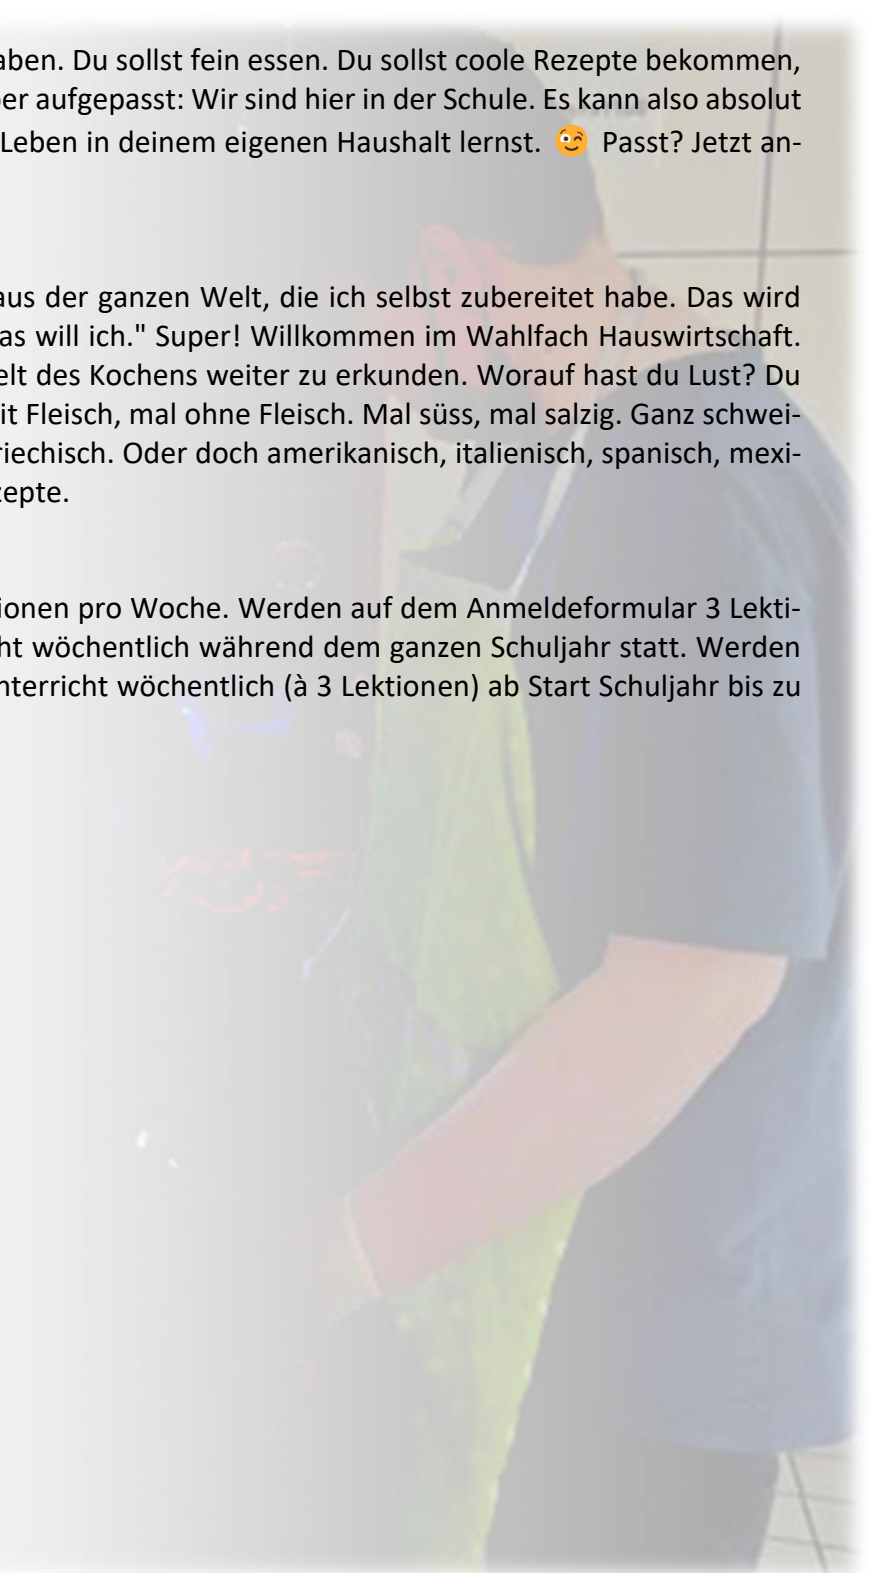 aben. Du sollst fein essen. Du sollst coole Rezepte bekommen,
er aufgepasst: Wir sind hier in der Schule. Es kann also absolut
Leben in deinem eigenen Haushalt lernst. 😉 Passt? Jetzt an-
aus der ganzen Welt, die ich selbst zubereitet habe. Das wird
as will ich." Super! Willkommen im Wahlfach Hauswirtschaft.
elt des Kochens weiter zu erkunden. Worauf hast du Lust? Du
it Fleisch, mal ohne Fleisch. Mal süss, mal salzig. Ganz schwei-
riechisch. Oder doch amerikanisch, italienisch, spanisch, mexi-
zepte.
ionen pro Woche. Werden auf dem Anmeldeformular 3 Lekti-
ht wöchentlich während dem ganzen Schuljahr statt. Werden
nterricht wöchentlich (à 3 Lektionen) ab Start Schuljahr bis zu